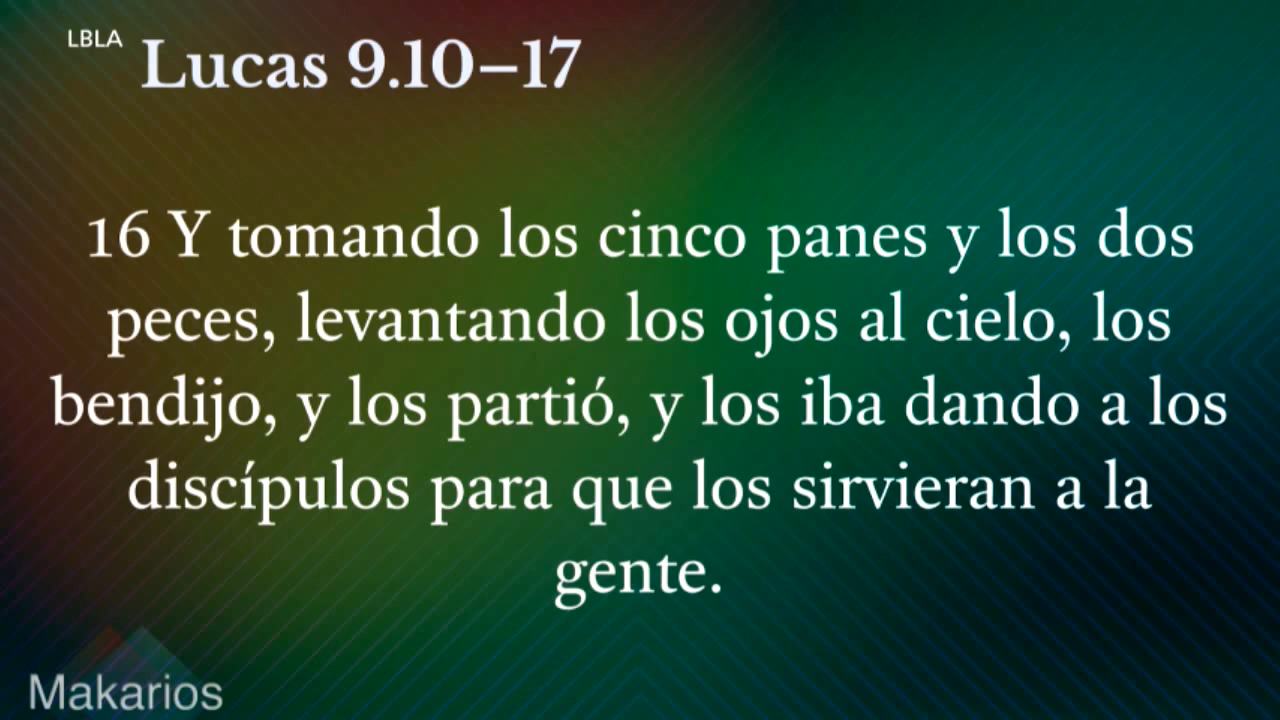 LBLA
Lucas 9.10–17
16 Y tomando los cinco panes y los dos
peces, levantando los ojos al cielo, los
bendijo, y los partió, y los iba dando a los
discípulos para que los sirvieran a la
gente.
Makarios